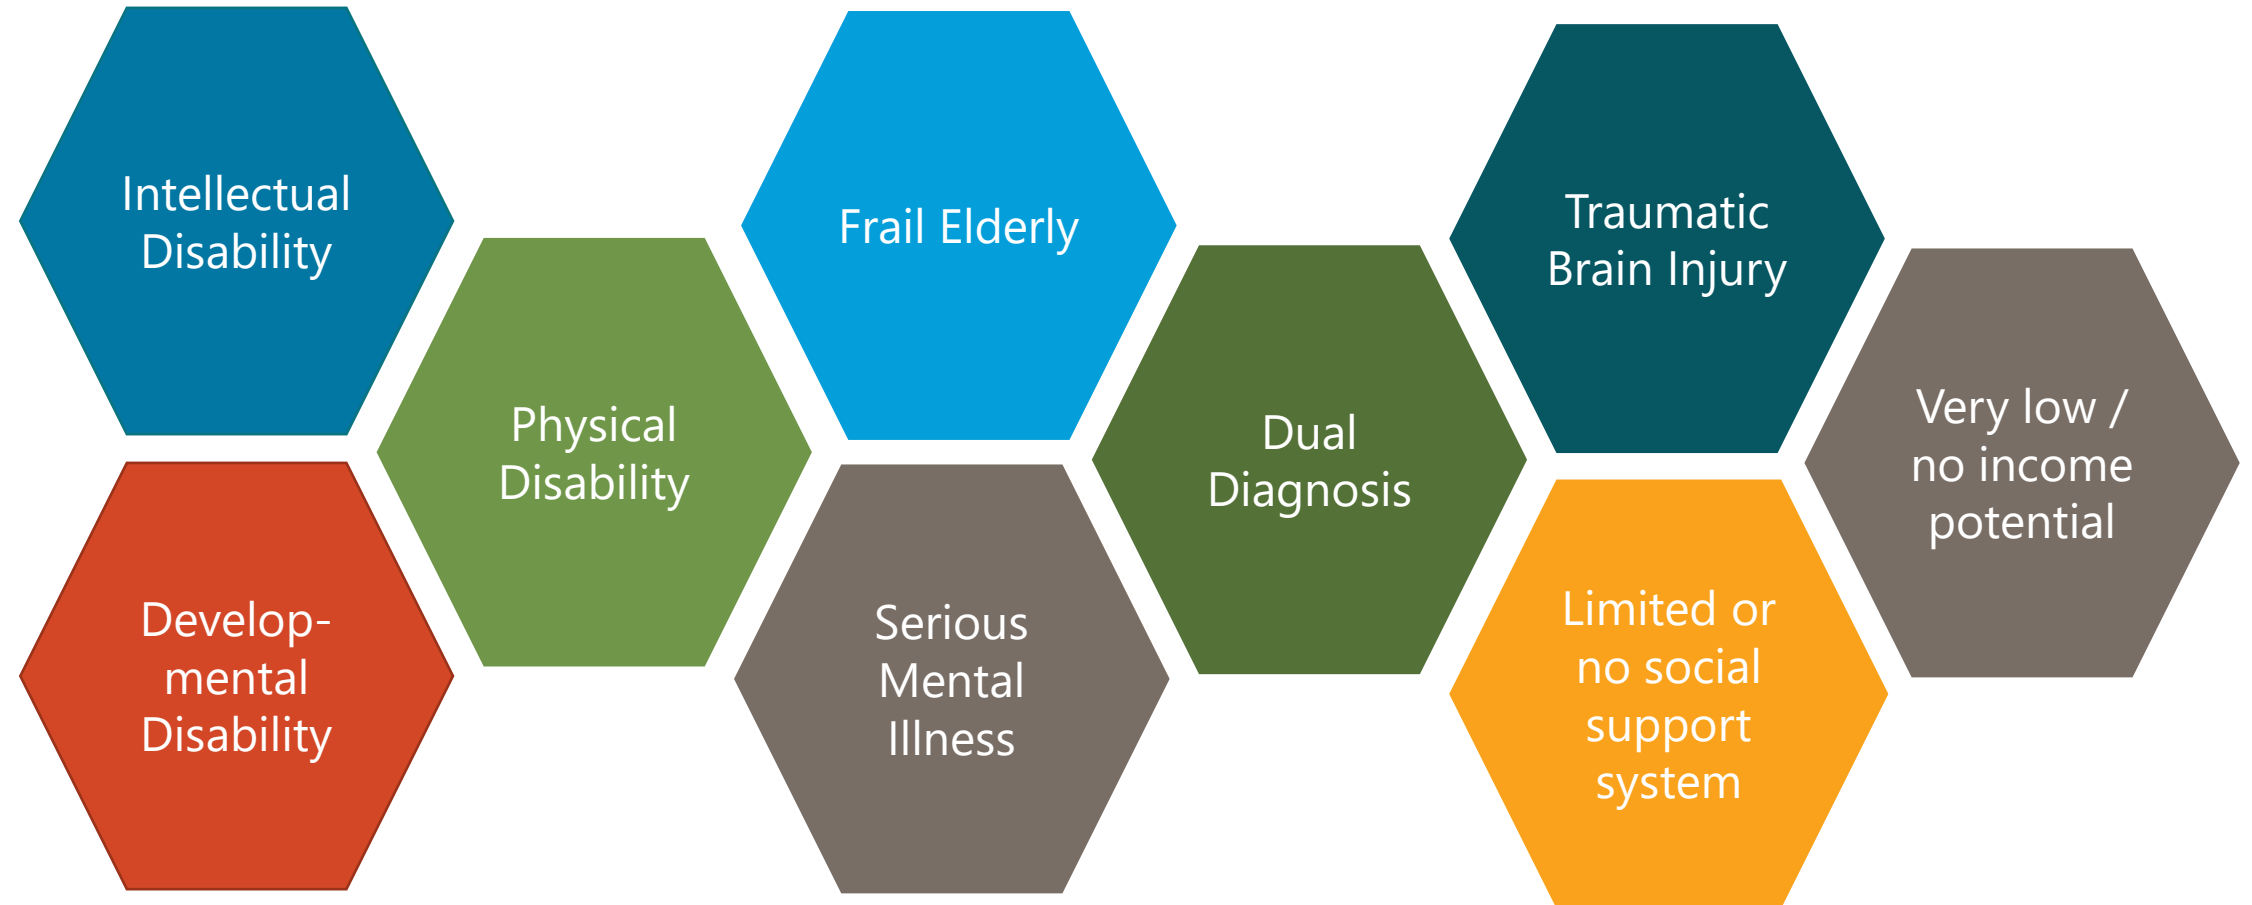 Intellectual
Disability
Develop-
mental
Disability
Physical
Disability
Frail Elderly
Serious
Mental
Illness
Dual
Diagnosis
Traumatic
Brain Injury
Limited or
no social
support
system
Very low /
no income
potential